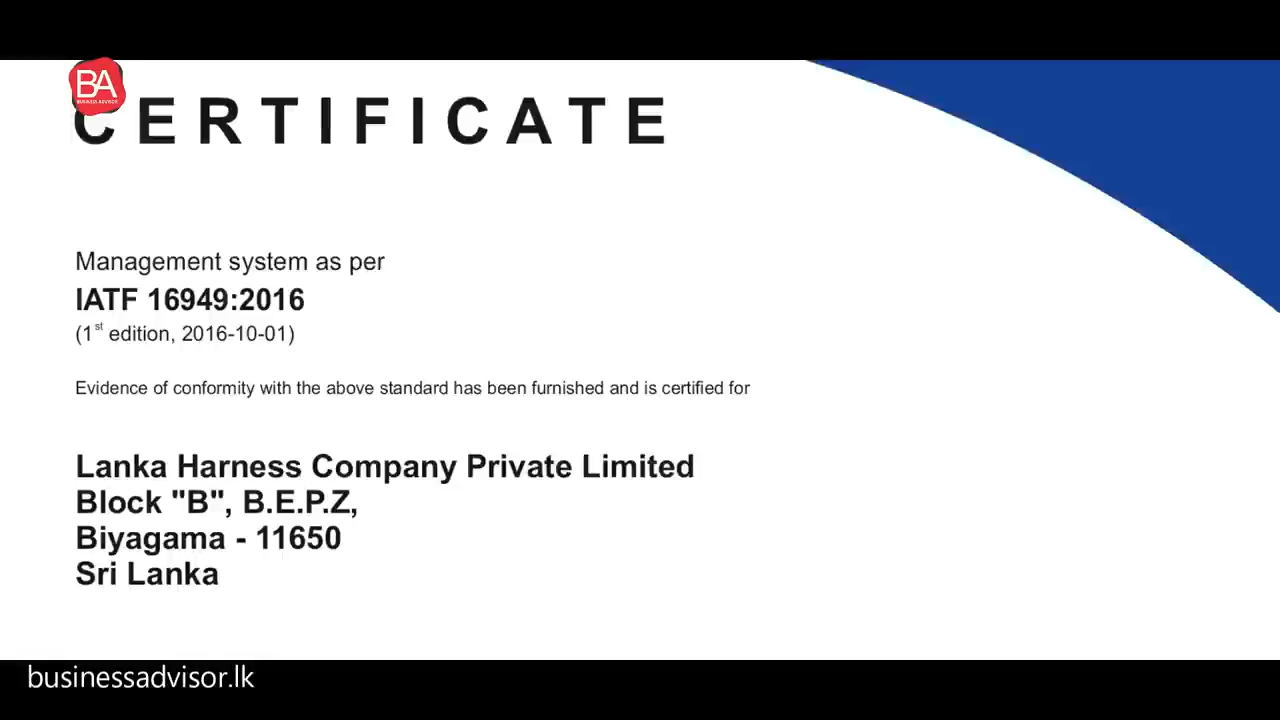 BA
BUSINESS ADVISOR
CERTIFICATE
Management system as per
IATF 16949:2016
(1st edition, 2016-10-01)
Evidence of conformity with the above standard has been furnished and is certified for
Lanka Harness Company Private Limited
Block "B", B.E.P.Z,
Biyagama - 11650
Sri Lanka
businessadvisor.lk